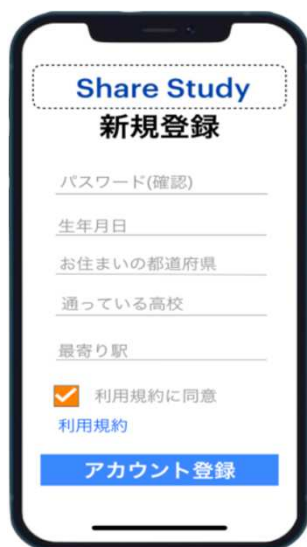 Share Study
新規登録
パスワード(確認)
生年月日
お住まいの都道府県
通っている高校
最寄り駅
利用規約に同意
利用規約
アカウント登録